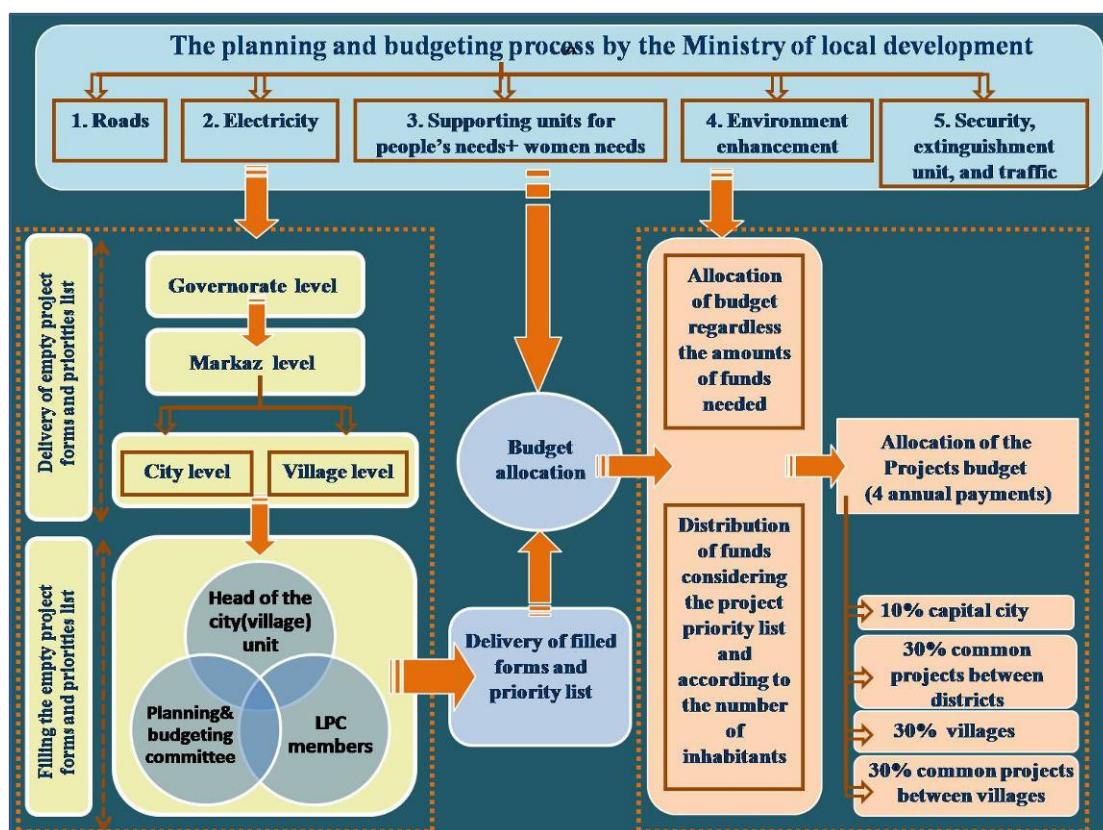 The planning and budgeting process by the Ministry of local development
1. Roads
2. Electricity
3. Supporting units for
people's needs+ women needs
4. Environment
enhancement
5. Security,
extinguishment
unit, and traffic
Delivery of empty project
forms and priorities list
Governorate level
Markaz level
City level
Village level
Filling the empty project
forms and priorities list
Head of the
city(village)
unit
Planning&
budgeting
committee
LPC
members
Delivery of filled
forms and
priority list
Budget
allocation
Allocation
of budget
regardless
the amounts
of funds
needed
Distribution
of funds
considering
the project
priority list
and
according to
the number
of
inhabitants
Allocation of the
Projects budget
(4 annual payments)
10% capital city
30% common
projects between
districts
30% villages
30% common projects
between villages